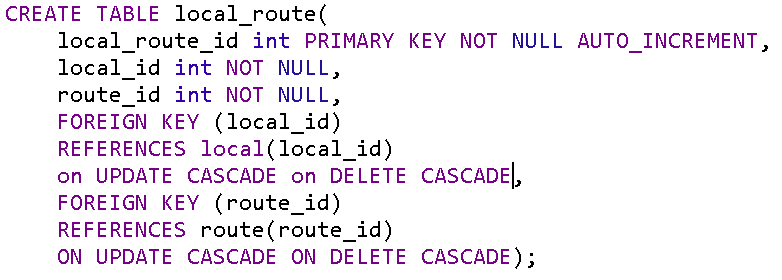 CREATE TABLE local_route(
    local_route_id int PRIMARY KEY NOT NULL AUTO_INCREMENT,
    local_id int NOT NULL,
    route_id int NOT NULL,
    FOREIGN KEY (local_id)
    REFERENCES local(local_id)
    on UPDATE CASCADE on DELETE CASCADE,
    FOREIGN KEY (route_id)
    REFERENCES route(route_id)
    ON UPDATE CASCADE ON DELETE CASCADE);